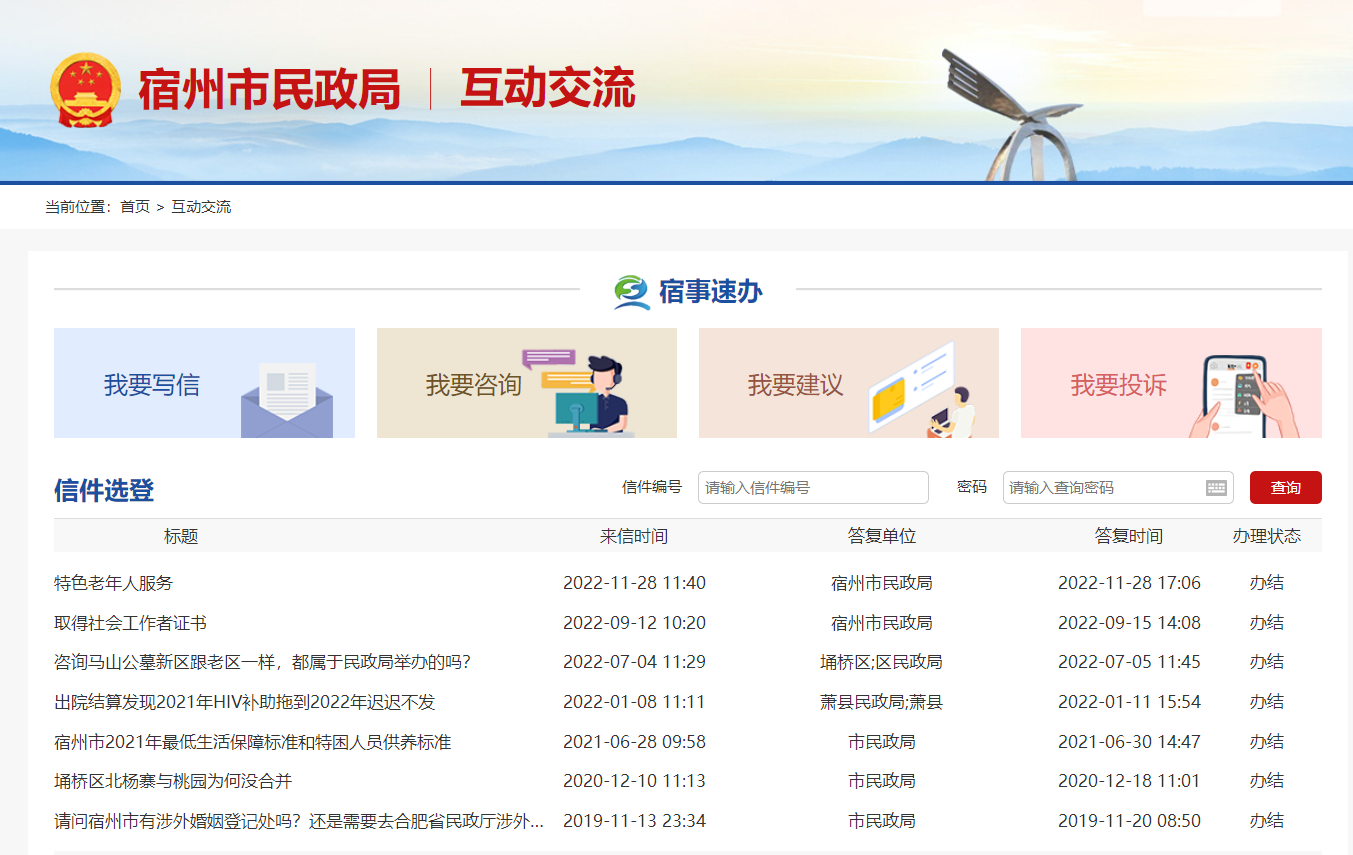 宿州市民政局 互动交流
当前位置：首页 > 互动交流
宿事速办
我要写信 我要咨询 我要建议 我要投诉
信件选登 信件编号 请输入信件编号 密码 请输入查询密码 查询
标题 来信时间 答复单位 答复时间 办理状态
特色老年人服务 2022-11-28 11:40 宿州市民政局 2022-11-28 17:06 办结
取得社会工作者证书 2022-09-12 10:20 宿州市民政局 2022-09-15 14:08 办结
咨询马山公墓新区跟老区一样，都属于民政局举办的吗？ 2022-07-04 11:29 埇桥区;区民政局 2022-07-05 11:45 办结
出院结算发现2021年HIV补助拖到2022年迟迟不发 2022-01-08 11:11 萧县民政局;萧县 2022-01-11 15:54 办结
宿州市2021年最低生活保障标准和特困人员供养标准 2021-06-28 09:58 市民政局 2021-06-30 14:47 办结
埇桥区北杨寨与桃园为何没合并 2020-12-10 11:13 市民政局 2020-12-18 11:01 办结
请问宿州市有涉外婚姻登记处吗？还是需要去合肥省民政厅涉外... 2019-11-13 23:34 市民政局 2019-11-20 08:50 办结